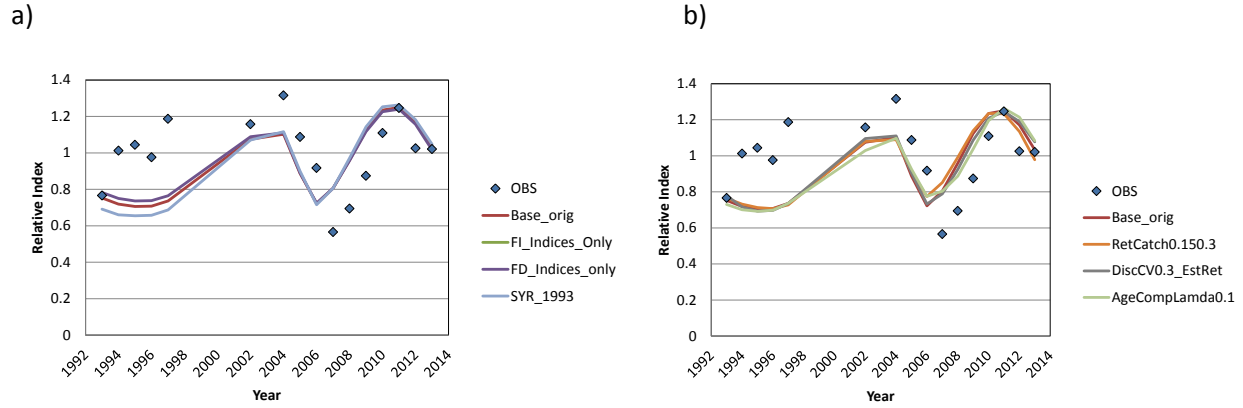 a)
b)
1.4
1.2
1
0.8
0.6
0.4
0.2
0
Relative Index
1992
1994
1996
1998
2000
2002
2004
2006
2008
2010
2012
2014
Year
OBS
Base_orig
FI_Indices_Only
FD_Indices_only
SYR_1993
1.4
1.2
1
0.8
0.6
0.4
0.2
0
Relative Index
1992
1994
1996
1998
2000
2002
2004
2006
2008
2010
2012
2014
Year
OBS
Base_orig
RetCatch0.150.3
DiscCV0.3_EstRet
AgeCompLamda0.1